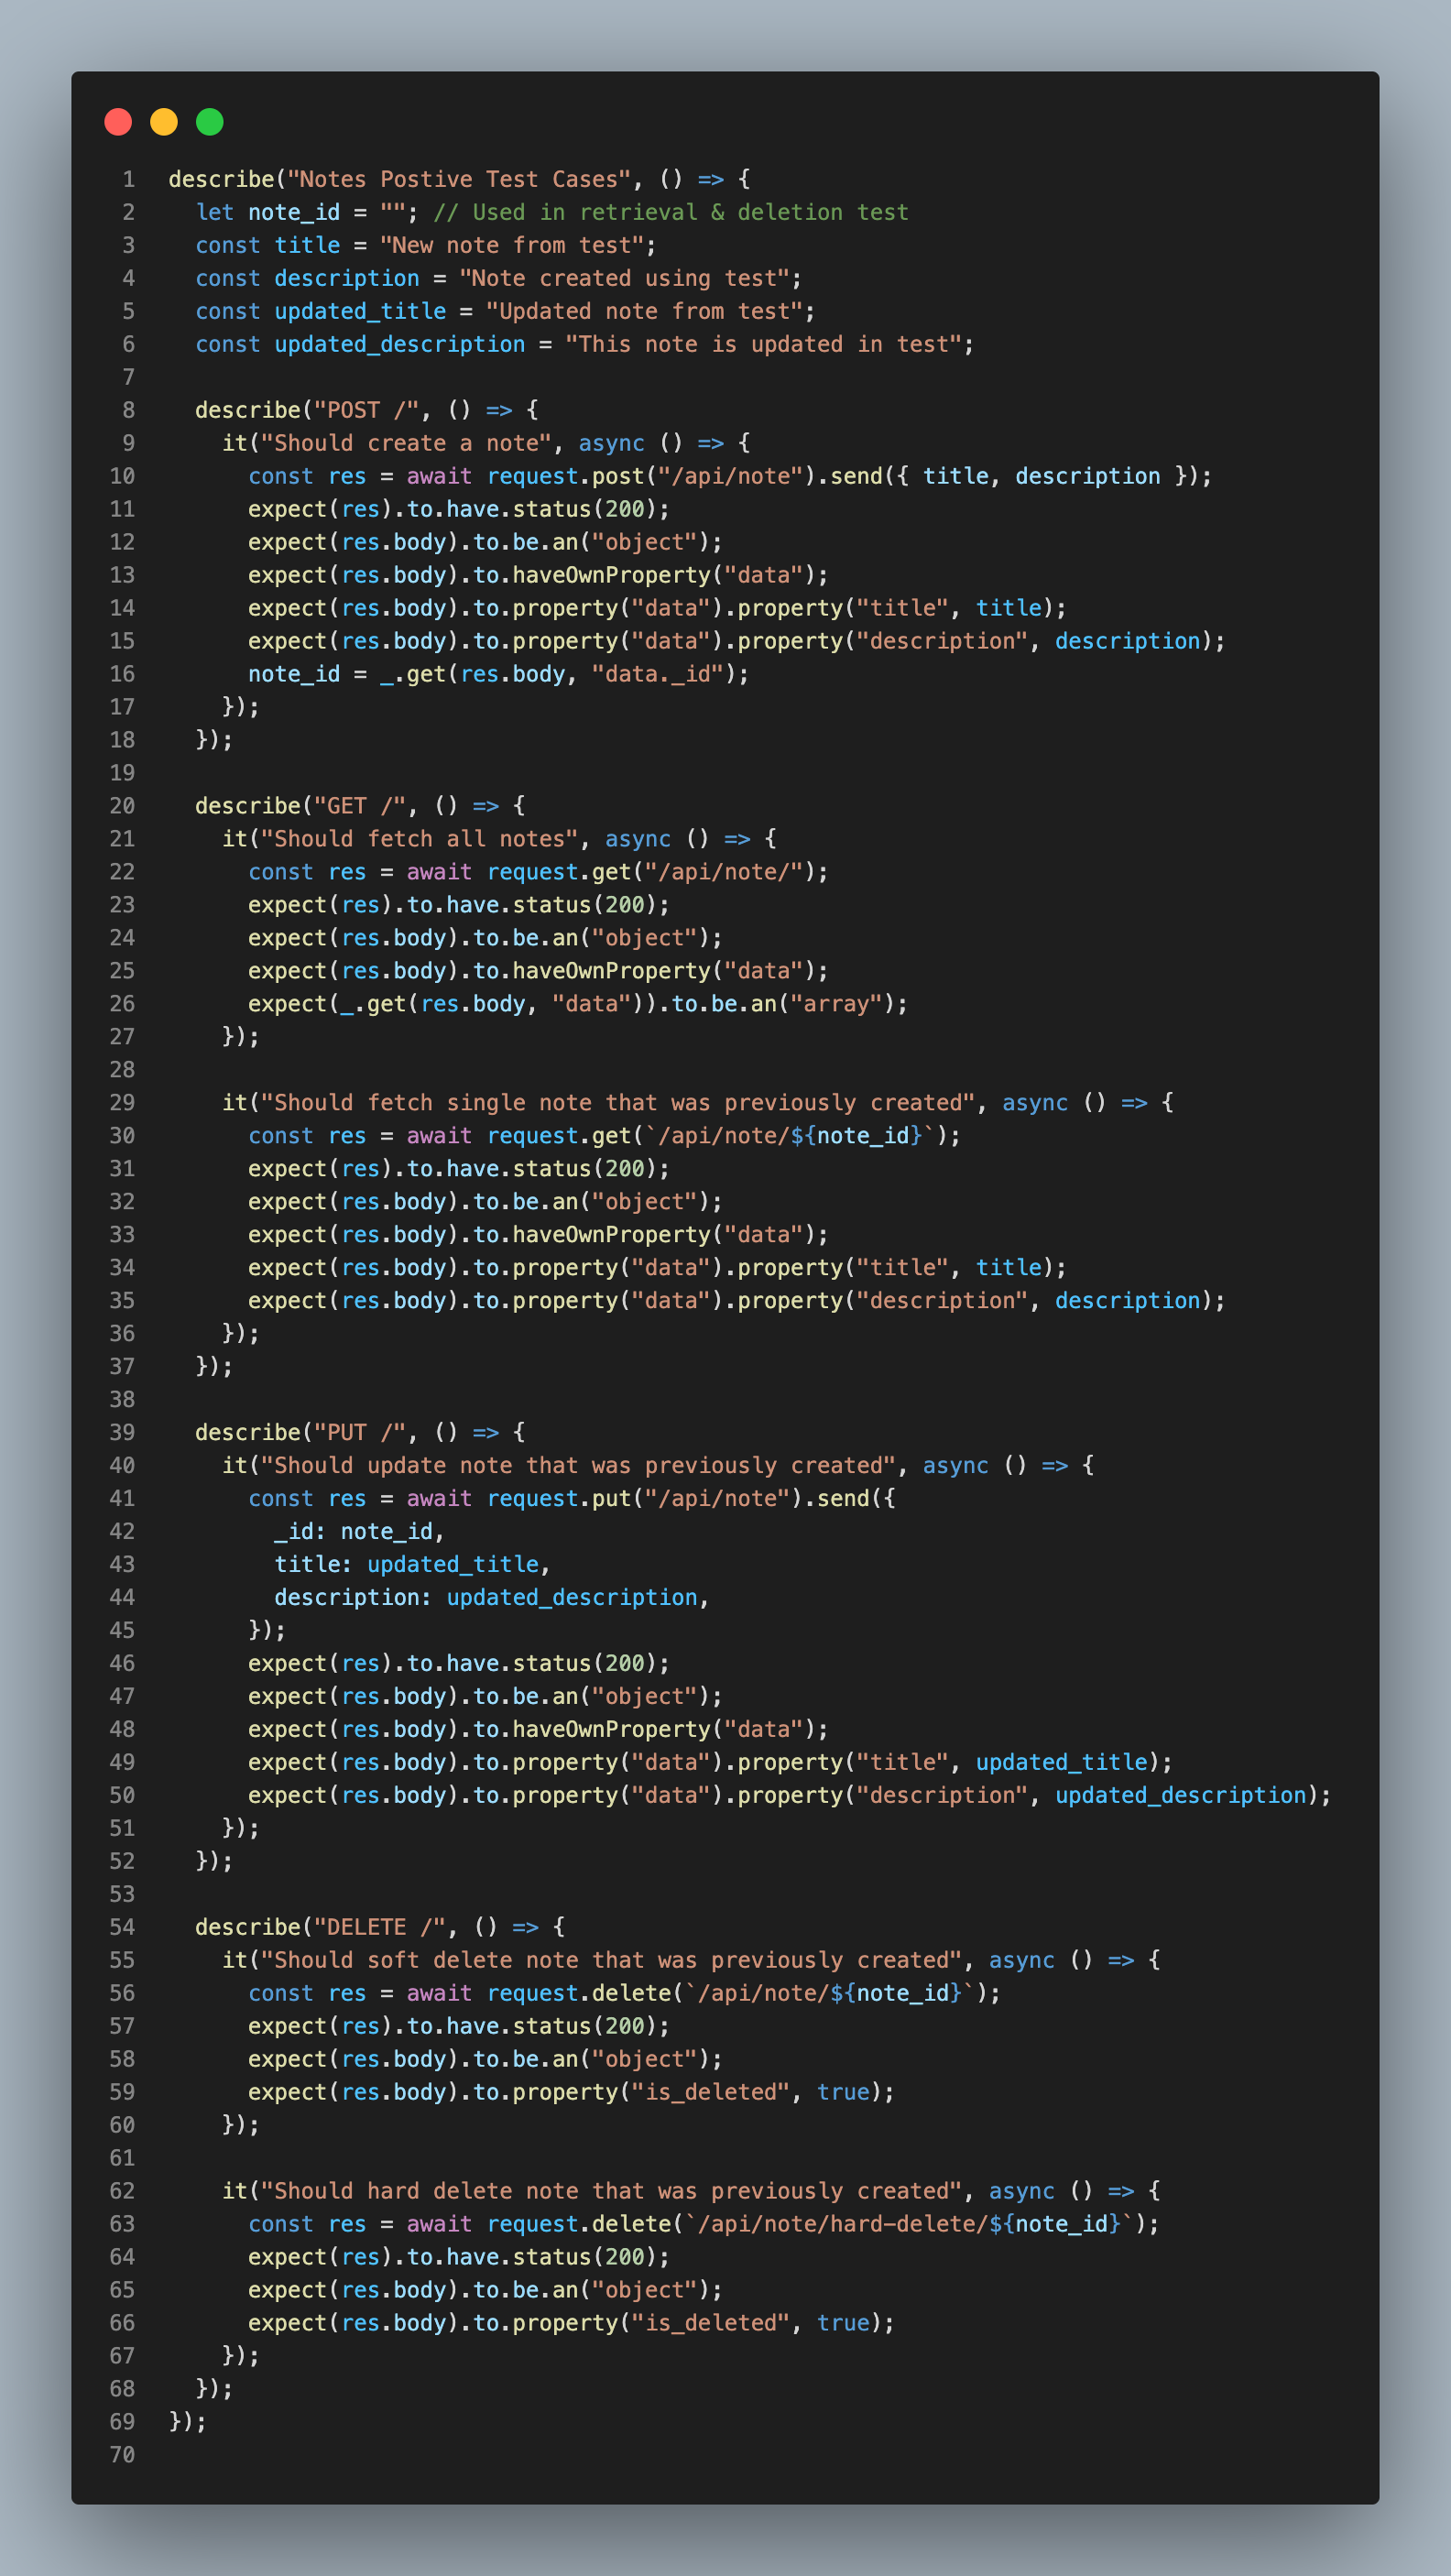 1 describe("Notes Postive Test Cases", () => {
2   let note_id = ""; // Used in retrieval & deletion test
3   const title = "New note from test";
4   const description = "Note created using test";
5   const updated_title = "Updated note from test";
6   const updated_description = "This note is updated in test";
7
8   describe("POST /", () => {
9     it("Should create a note", async () => {
10       const res = await request.post("/api/note").send({ title, description });
11       expect(res).to.have.status(200);
12       expect(res.body).to.be.an("object");
13       expect(res.body).to.haveOwnProperty("data");
14       expect(res.body).to.property("data").property("title", title);
15       expect(res.body).to.property("data").property("description", description);
16       note_id = _.get(res.body, "data._id");
17     });
18   });
19
20   describe("GET /", () => {
21     it("Should fetch all notes", async () => {
22       const res = await request.get("/api/note/");
23       expect(res).to.have.status(200);
24       expect(res.body).to.be.an("object");
25       expect(res.body).to.haveOwnProperty("data");
26       expect(_.get(res.body, "data")).to.be.an("array");
27     });
28
29     it("Should fetch single note that was previously created", async () => {
30       const res = await request.get(`/api/note/${note_id}`);
31       expect(res).to.have.status(200);
32       expect(res.body).to.be.an("object");
33       expect(res.body).to.haveOwnProperty("data");
34       expect(res.body).to.property("data").property("title", title);
35       expect(res.body).to.property("data").property("description", description);
36     });
37   });
38
39   describe("PUT /", () => {
40     it("Should update note that was previously created", async () => {
41       const res = await request.put("/api/note").send({
42         _id: note_id,
43         title: updated_title,
44         description: updated_description,
45       });
46       expect(res).to.have.status(200);
47       expect(res.body).to.be.an("object");
48       expect(res.body).to.haveOwnProperty("data");
49       expect(res.body).to.property("data").property("title", updated_title);
50       expect(res.body).to.property("data").property("description", updated_description);
51     });
52   });
53
54   describe("DELETE /", () => {
55     it("Should soft delete note that was previously created", async () => {
56       const res = await request.delete(`/api/note/${note_id}`);
57       expect(res).to.have.status(200);
58       expect(res.body).to.be.an("object");
59       expect(res.body).to.property("is_deleted", true);
60     });
61
62     it("Should hard delete note that was previously created", async () => {
63       const res = await request.delete(`/api/note/hard-delete/${note_id}`);
64       expect(res).to.have.status(200);
65       expect(res.body).to.be.an("object");
66       expect(res.body).to.property("is_deleted", true);
67     });
68   });
69 });
70